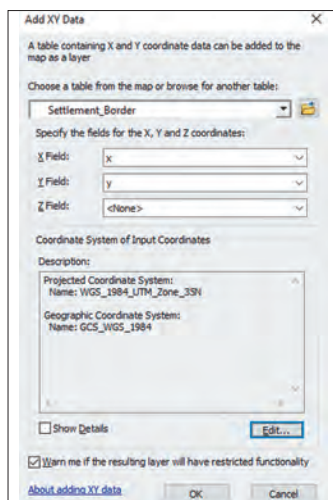 Add XY Data
A table containing X and Y coordinate data can be added to the
map as a layer
Choose a table from the map or browse for another table:
Settlement_Border
Specify the fields for the X, Y and Z coordinates:
X Field: x
Y Field: y
Z Field: <None>
Coordinate System of Input Coordinates
Description:
Projected Coordinate System:
Name: WGS_1984_UTM_Zone_35N
Geographic Coordinate System:
Name: GCS_WGS_1984
Show Details
Edit...
Warn me if the resulting layer will have restricted functionality
About adding XY data
OK
Cancel